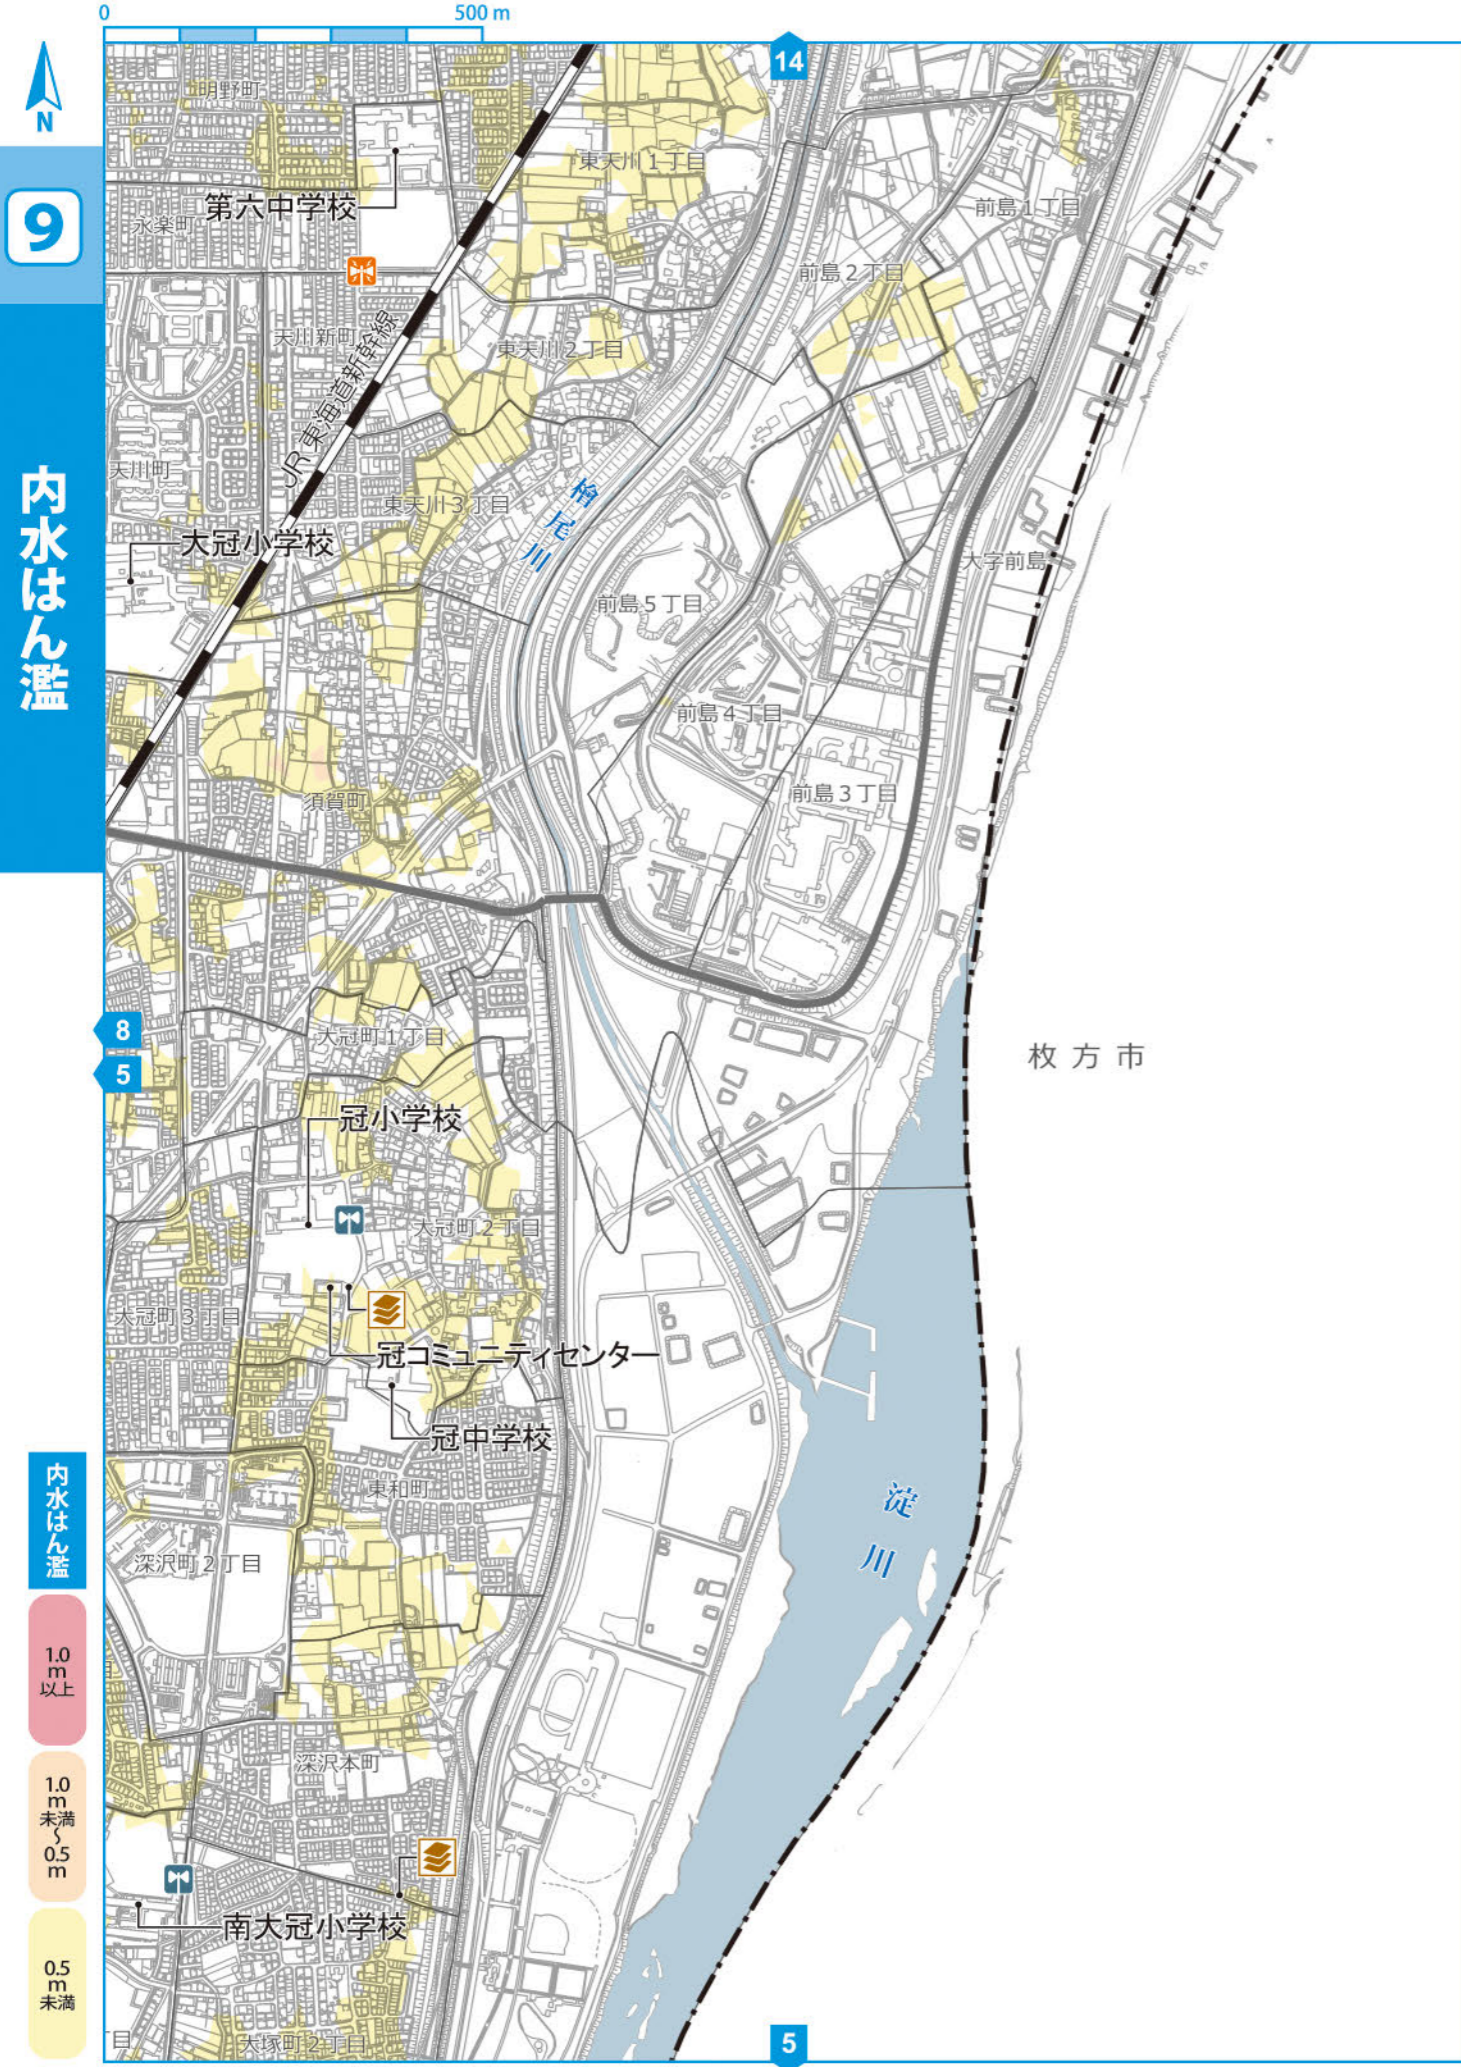 0
500 m
14
N
9
内水はん濫
明野町
東天川1丁目
第六中学校
永楽町
前島1丁目
前島2丁目
天川新町
JR東海道新幹線
東天川2丁目
天川町
東天川3丁目
檜尾川
大冠小学校
大字前島
前島5丁目
前島4丁目
前島3丁目
須賀町
8
大冠町1丁目
枚方市
5
冠小学校
大冠町2丁目
大冠町3丁目
冠コミュニティセンター
冠中学校
東和町
淀川
深沢町2丁目
深沢本町
南大冠小学校
大塚町2丁目
丁目
5
内水はん濫
1.0
m
以上
1.0
m
未満
〜
0.5
m
0.5
m
未満